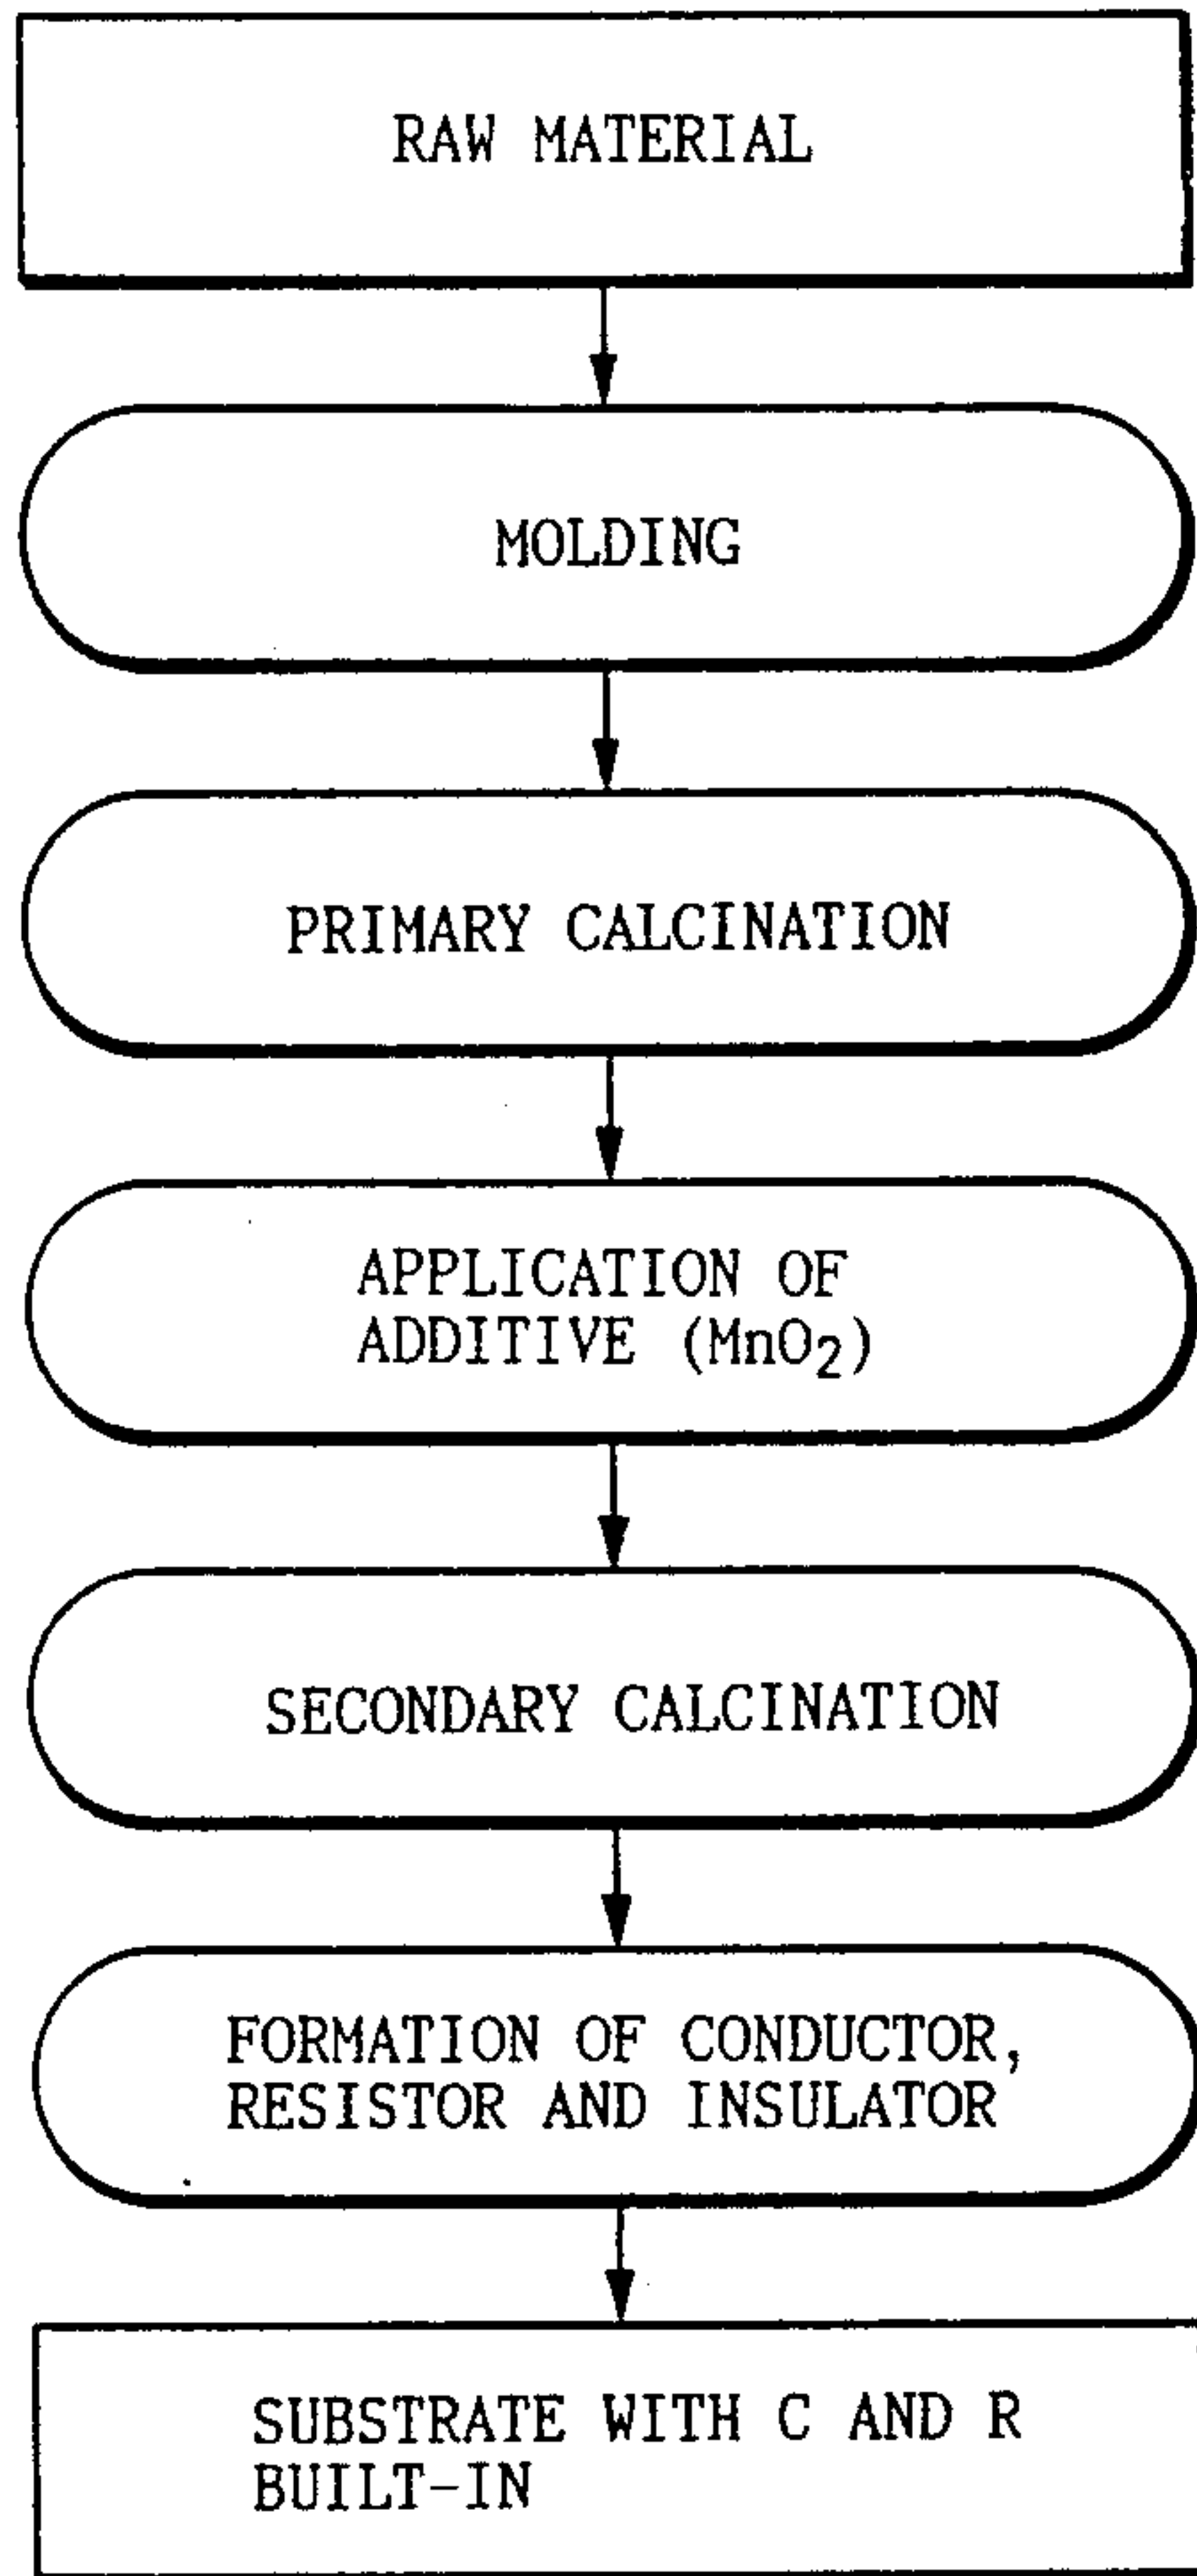 RAW MATERIAL
MOLDING
PRIMARY CALCINATION
APPLICATION OF
ADDITIVE (MnO₂)
SECONDARY CALCINATION
FORMATION OF CONDUCTOR,
RESISTOR AND INSULATOR
SUBSTRATE WITH C AND R
BUILT-IN